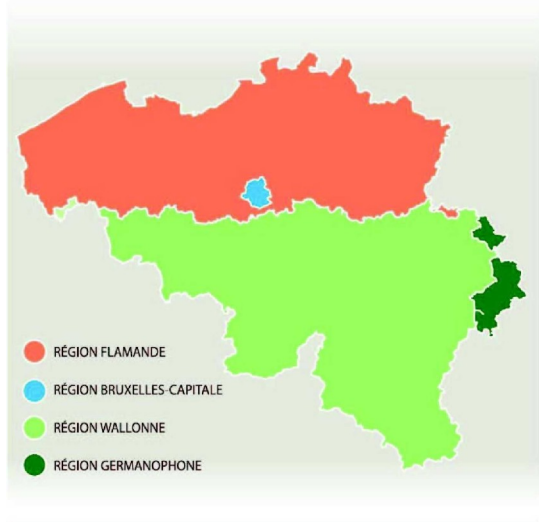 RÉGION FLAMANDE
RÉGION BRUXELLES-CAPITALE
RÉGION WALLONNE
RÉGION GERMANOPHONE